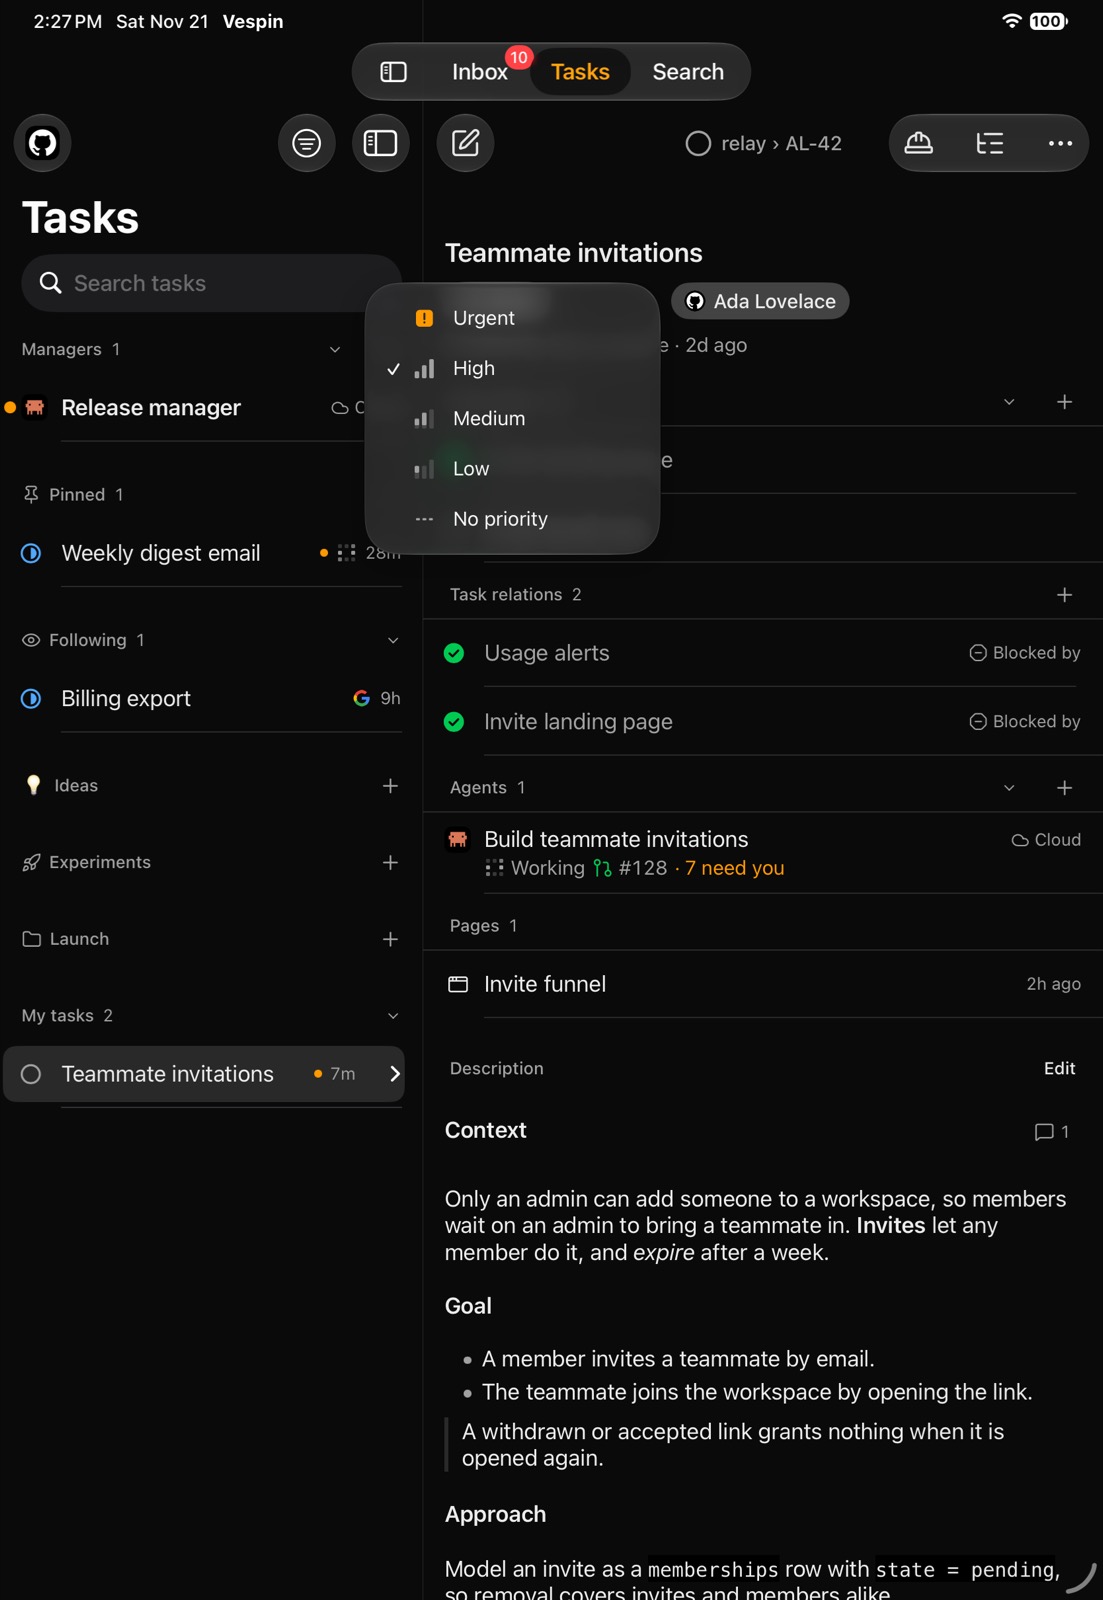 2:27 PM Sat Nov 21 Vespin
100
Inbox 10 Tasks Search
relay › AL-42
Tasks
Search tasks
Managers 1
Release manager
Pinned 1
Weekly digest email 28m
Following 1
Billing export 9h
Ideas
Experiments
Launch
My tasks 2
Teammate invitations 7m
Teammate invitations
Ada Lovelace
· 2d ago
Urgent
High
Medium
Low
No priority
Task relations 2
Usage alerts Blocked by
Invite landing page Blocked by
Agents 1
Build teammate invitations Cloud
Working #128 · 7 need you
Pages 1
Invite funnel 2h ago
Description Edit
Context 1
Only an admin can add someone to a workspace, so members
wait on an admin to bring a teammate in. Invites let any
member do it, and expire after a week.
Goal
• A member invites a teammate by email.
• The teammate joins the workspace by opening the link.
A withdrawn or accepted link grants nothing when it is
opened again.
Approach
Model an invite as a memberships row with state = pending,
so removal covers invites and members alike